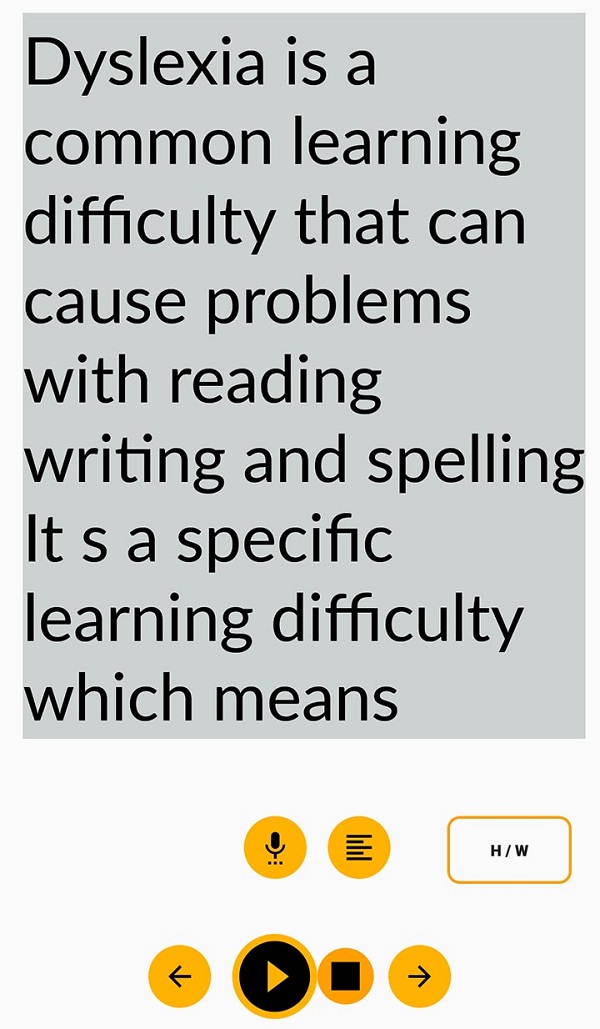 Dyslexia is a
common learning
difficulty that can
cause problems
with reading
writing and spelling
It s a specific
learning difficulty
which means
H / W